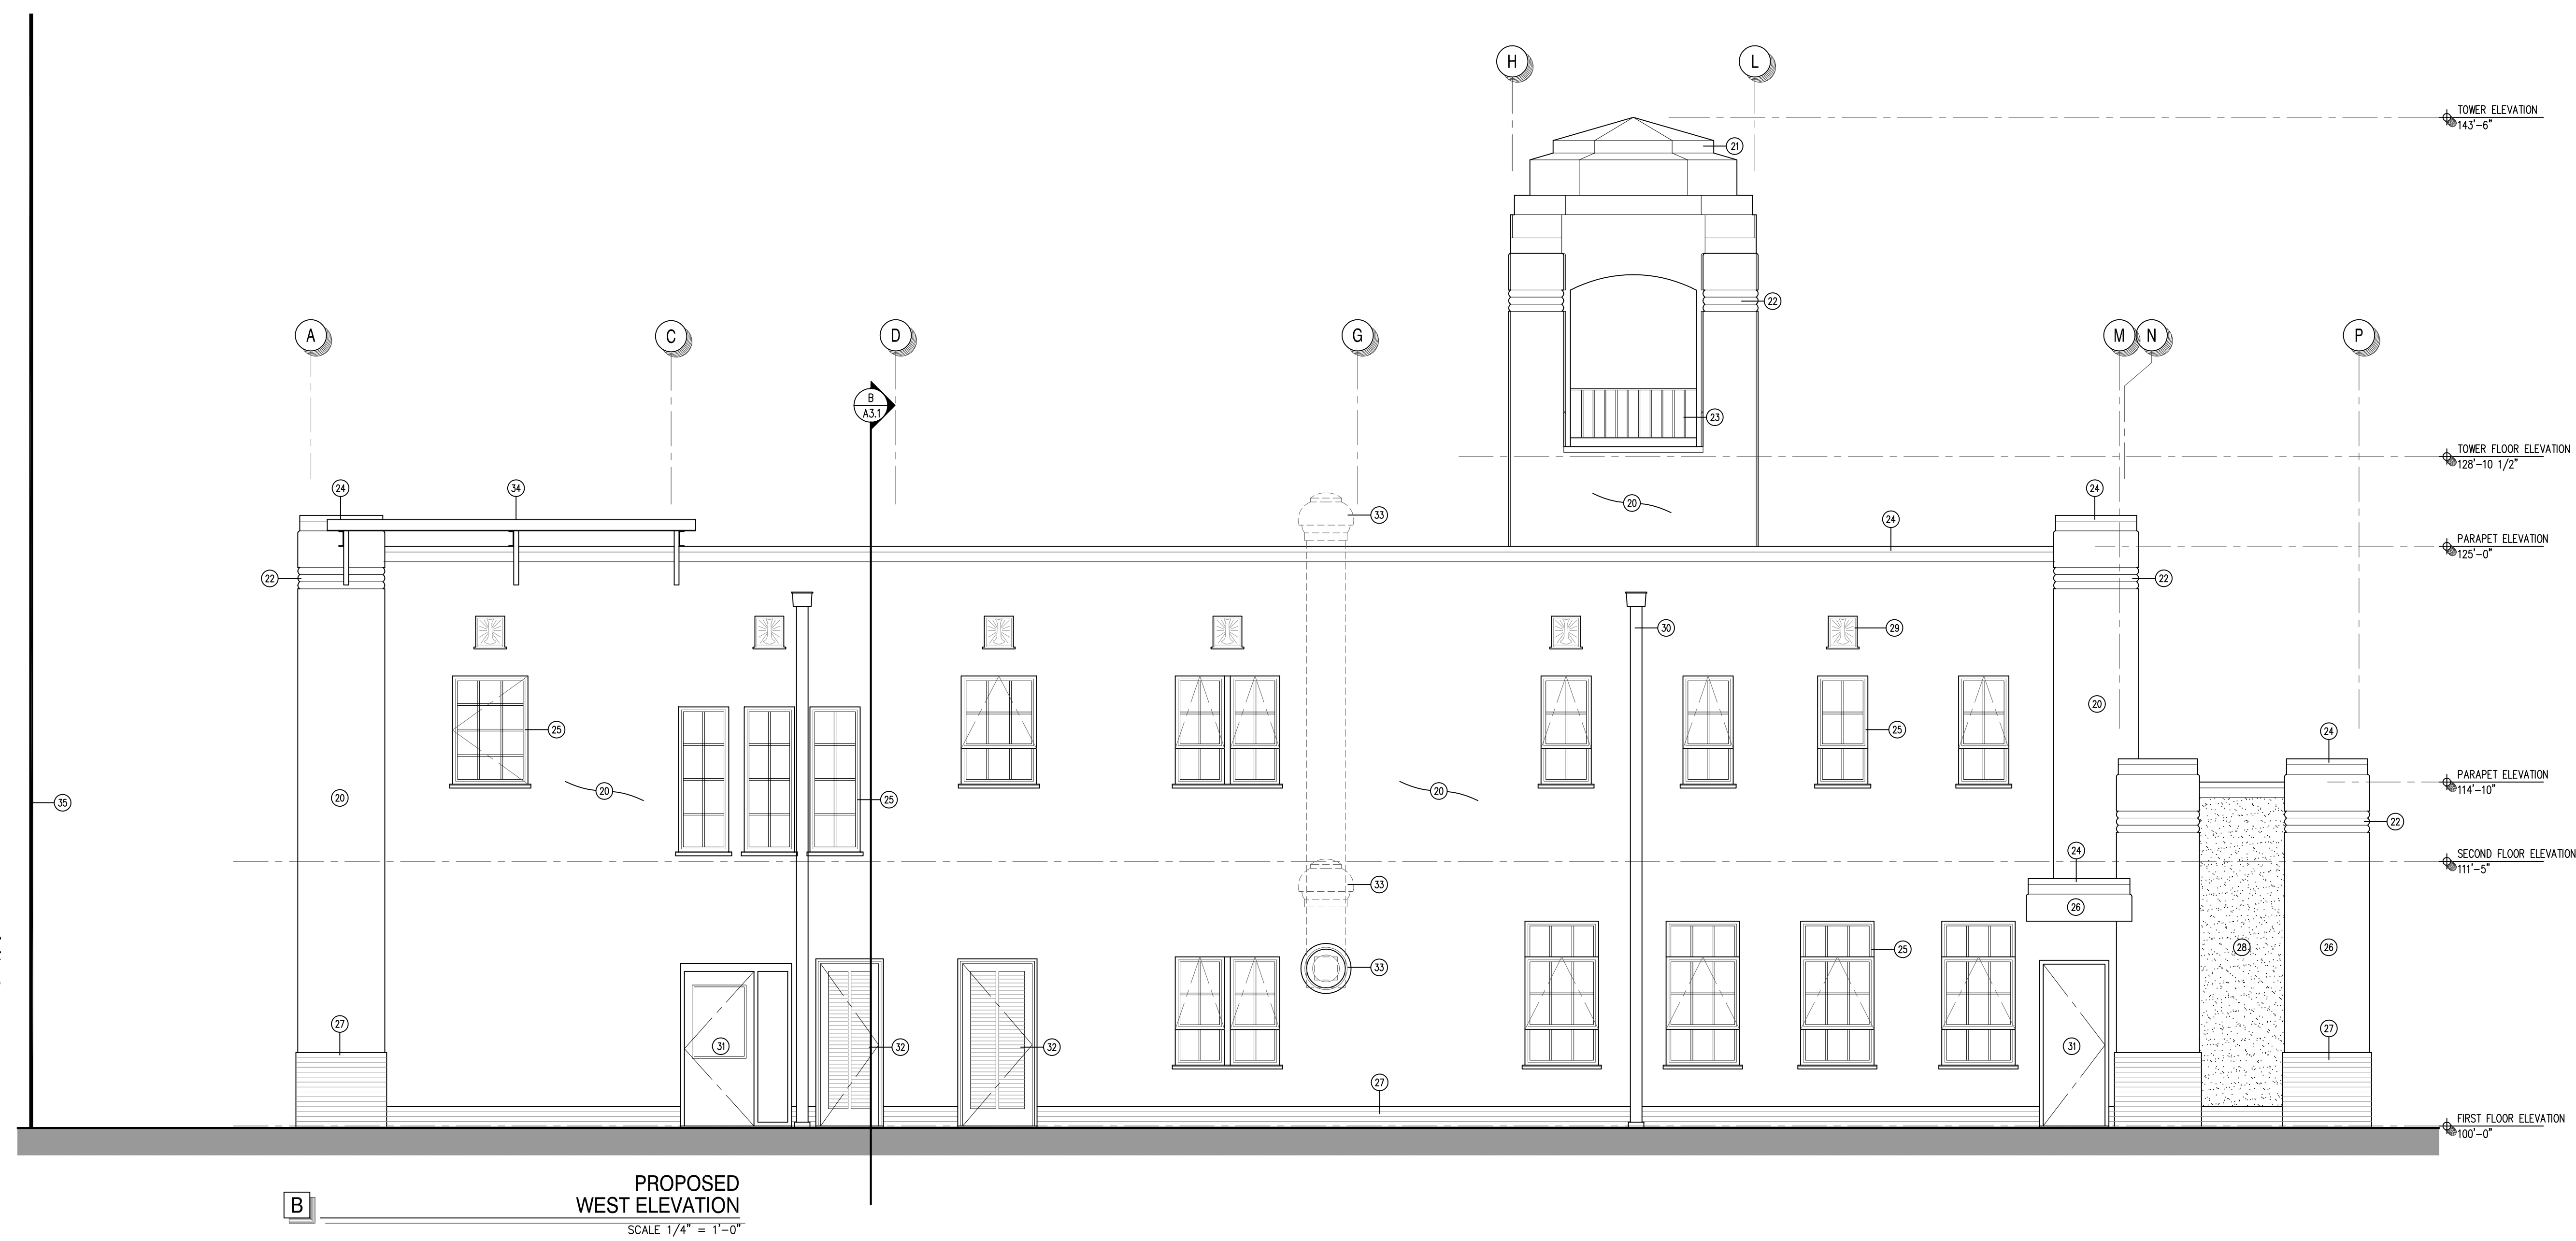 H L
TOWER ELEVATION
143'-6"
21
22
A C D G M N P
B
A3.1
23
TOWER FLOOR ELEVATION
128'-10 1/2"
24 34 24
20
33
24
PARAPET ELEVATION
125'-0"
22 22
30 29
20
25 25
24
PARAPET ELEVATION
114'-10"
20 20
20 25
35
22
24
SECOND FLOOR ELEVATION
111'-5"
33
26
25 28 26
33
27 27
31 32 32 31
27
FIRST FLOOR ELEVATION
100'-0"
PROPOSED
B WEST ELEVATION
SCALE 1/4" = 1'-0"